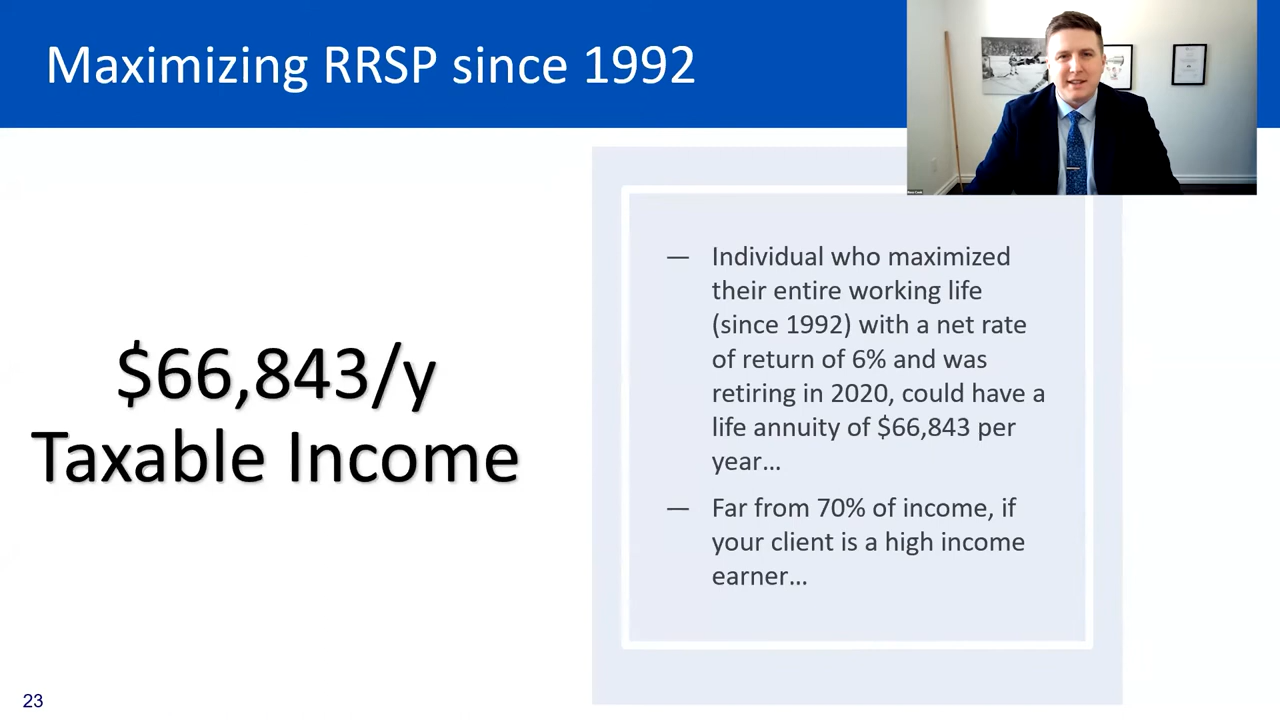 Maximizing RRSP since 1992
$66,843/y
Taxable Income
— Individual who maximized
their entire working life
(since 1992) with a net rate
of return of 6% and was
retiring in 2020, could have a
life annuity of $66,843 per
year...
— Far from 70% of income, if
your client is a high income
earner...
23